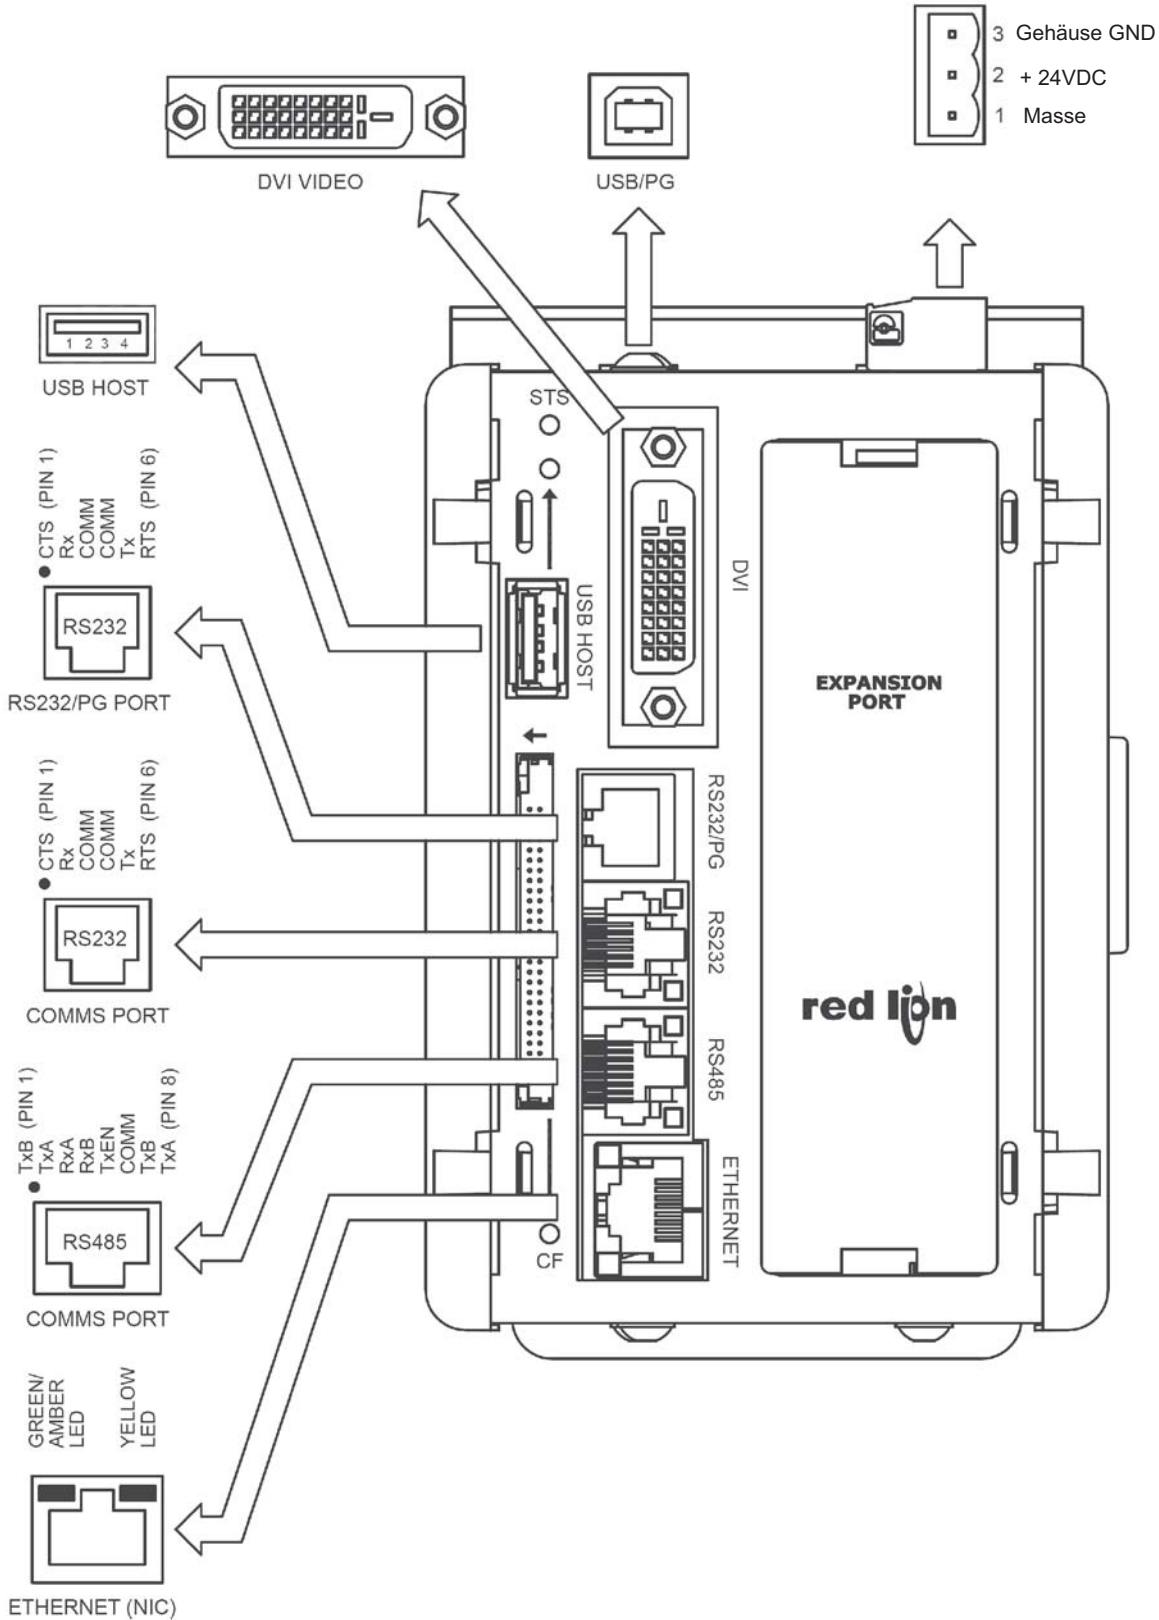 3 Gehäuse GND
2 + 24VDC
1 Masse
DVI VIDEO
USB/PG
1 2 3 4
USB HOST
STS
CTS (PIN 1)
Rx
COMM
COMM
Tx
RTS (PIN 6)
RS232
RS232/PG PORT
USB HOST
DVI
EXPANSION
PORT
CTS (PIN 1)
Rx
COMM
COMM
Tx
RTS (PIN 6)
RS232
COMMS PORT
RS232/PG
RS232
RS485
ETHERNET
red lion
TxB (PIN 1)
TxA
RxA
RxB
TxEN
COMM
TxB
TxA (PIN 8)
RS485
COMMS PORT
CF
GREEN/
AMBER
LED
YELLOW
LED
ETHERNET (NIC)